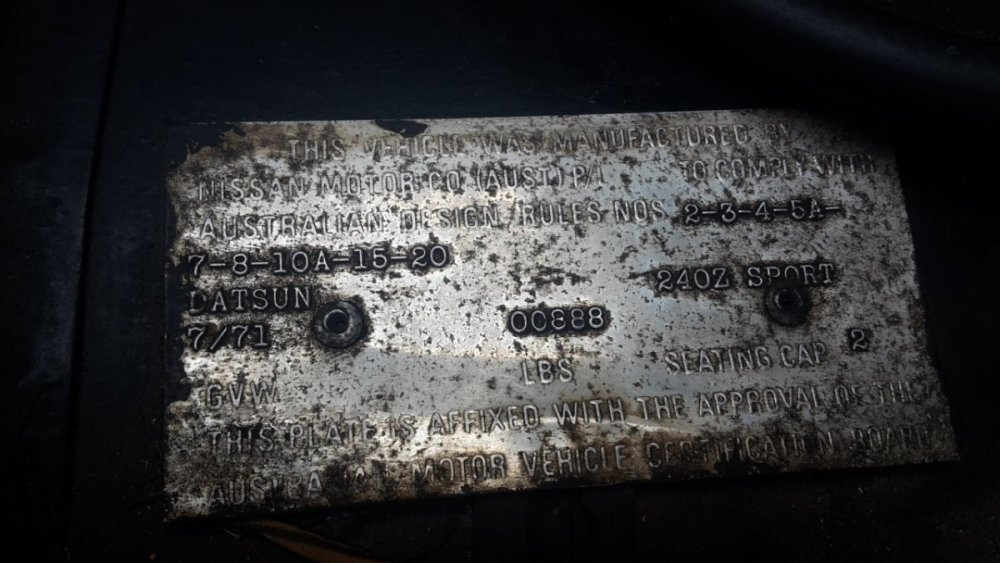 THIS VEHICLE WAS MANUFACTURED BY
NISSAN MOTOR CO (AUST) P/L TO COMPLY WITH
AUSTRALIAN DESIGN RULES NOS 2-3-4-5A-
7-8-10A-15-20
DATSUN 240Z SPORT
7/71 00888
GVW LBS SEATING CAP 2
THIS PLATE IS AFFIXED WITH THE APPROVAL OF THE
AUSTRALIAN MOTOR VEHICLE CERTIFICATION BOARD